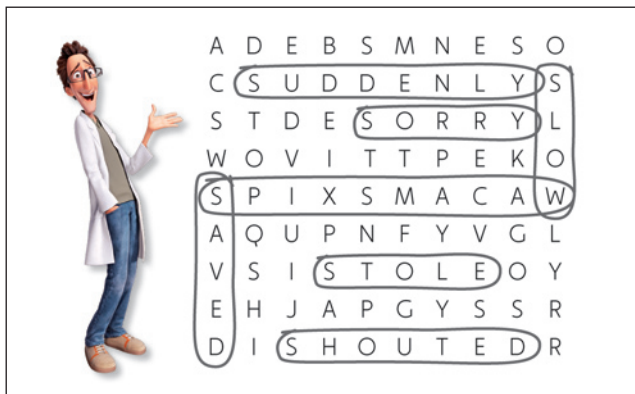 A D E B S M N E S O
C S U D D E N L Y S
S T D E S O R R Y L
W O V I T T P E K O
S P I X S M A C A W
A Q U P N F Y V G L
V S I S T O L E O Y
E H J A P G Y S S R
D I S H O U T E D R